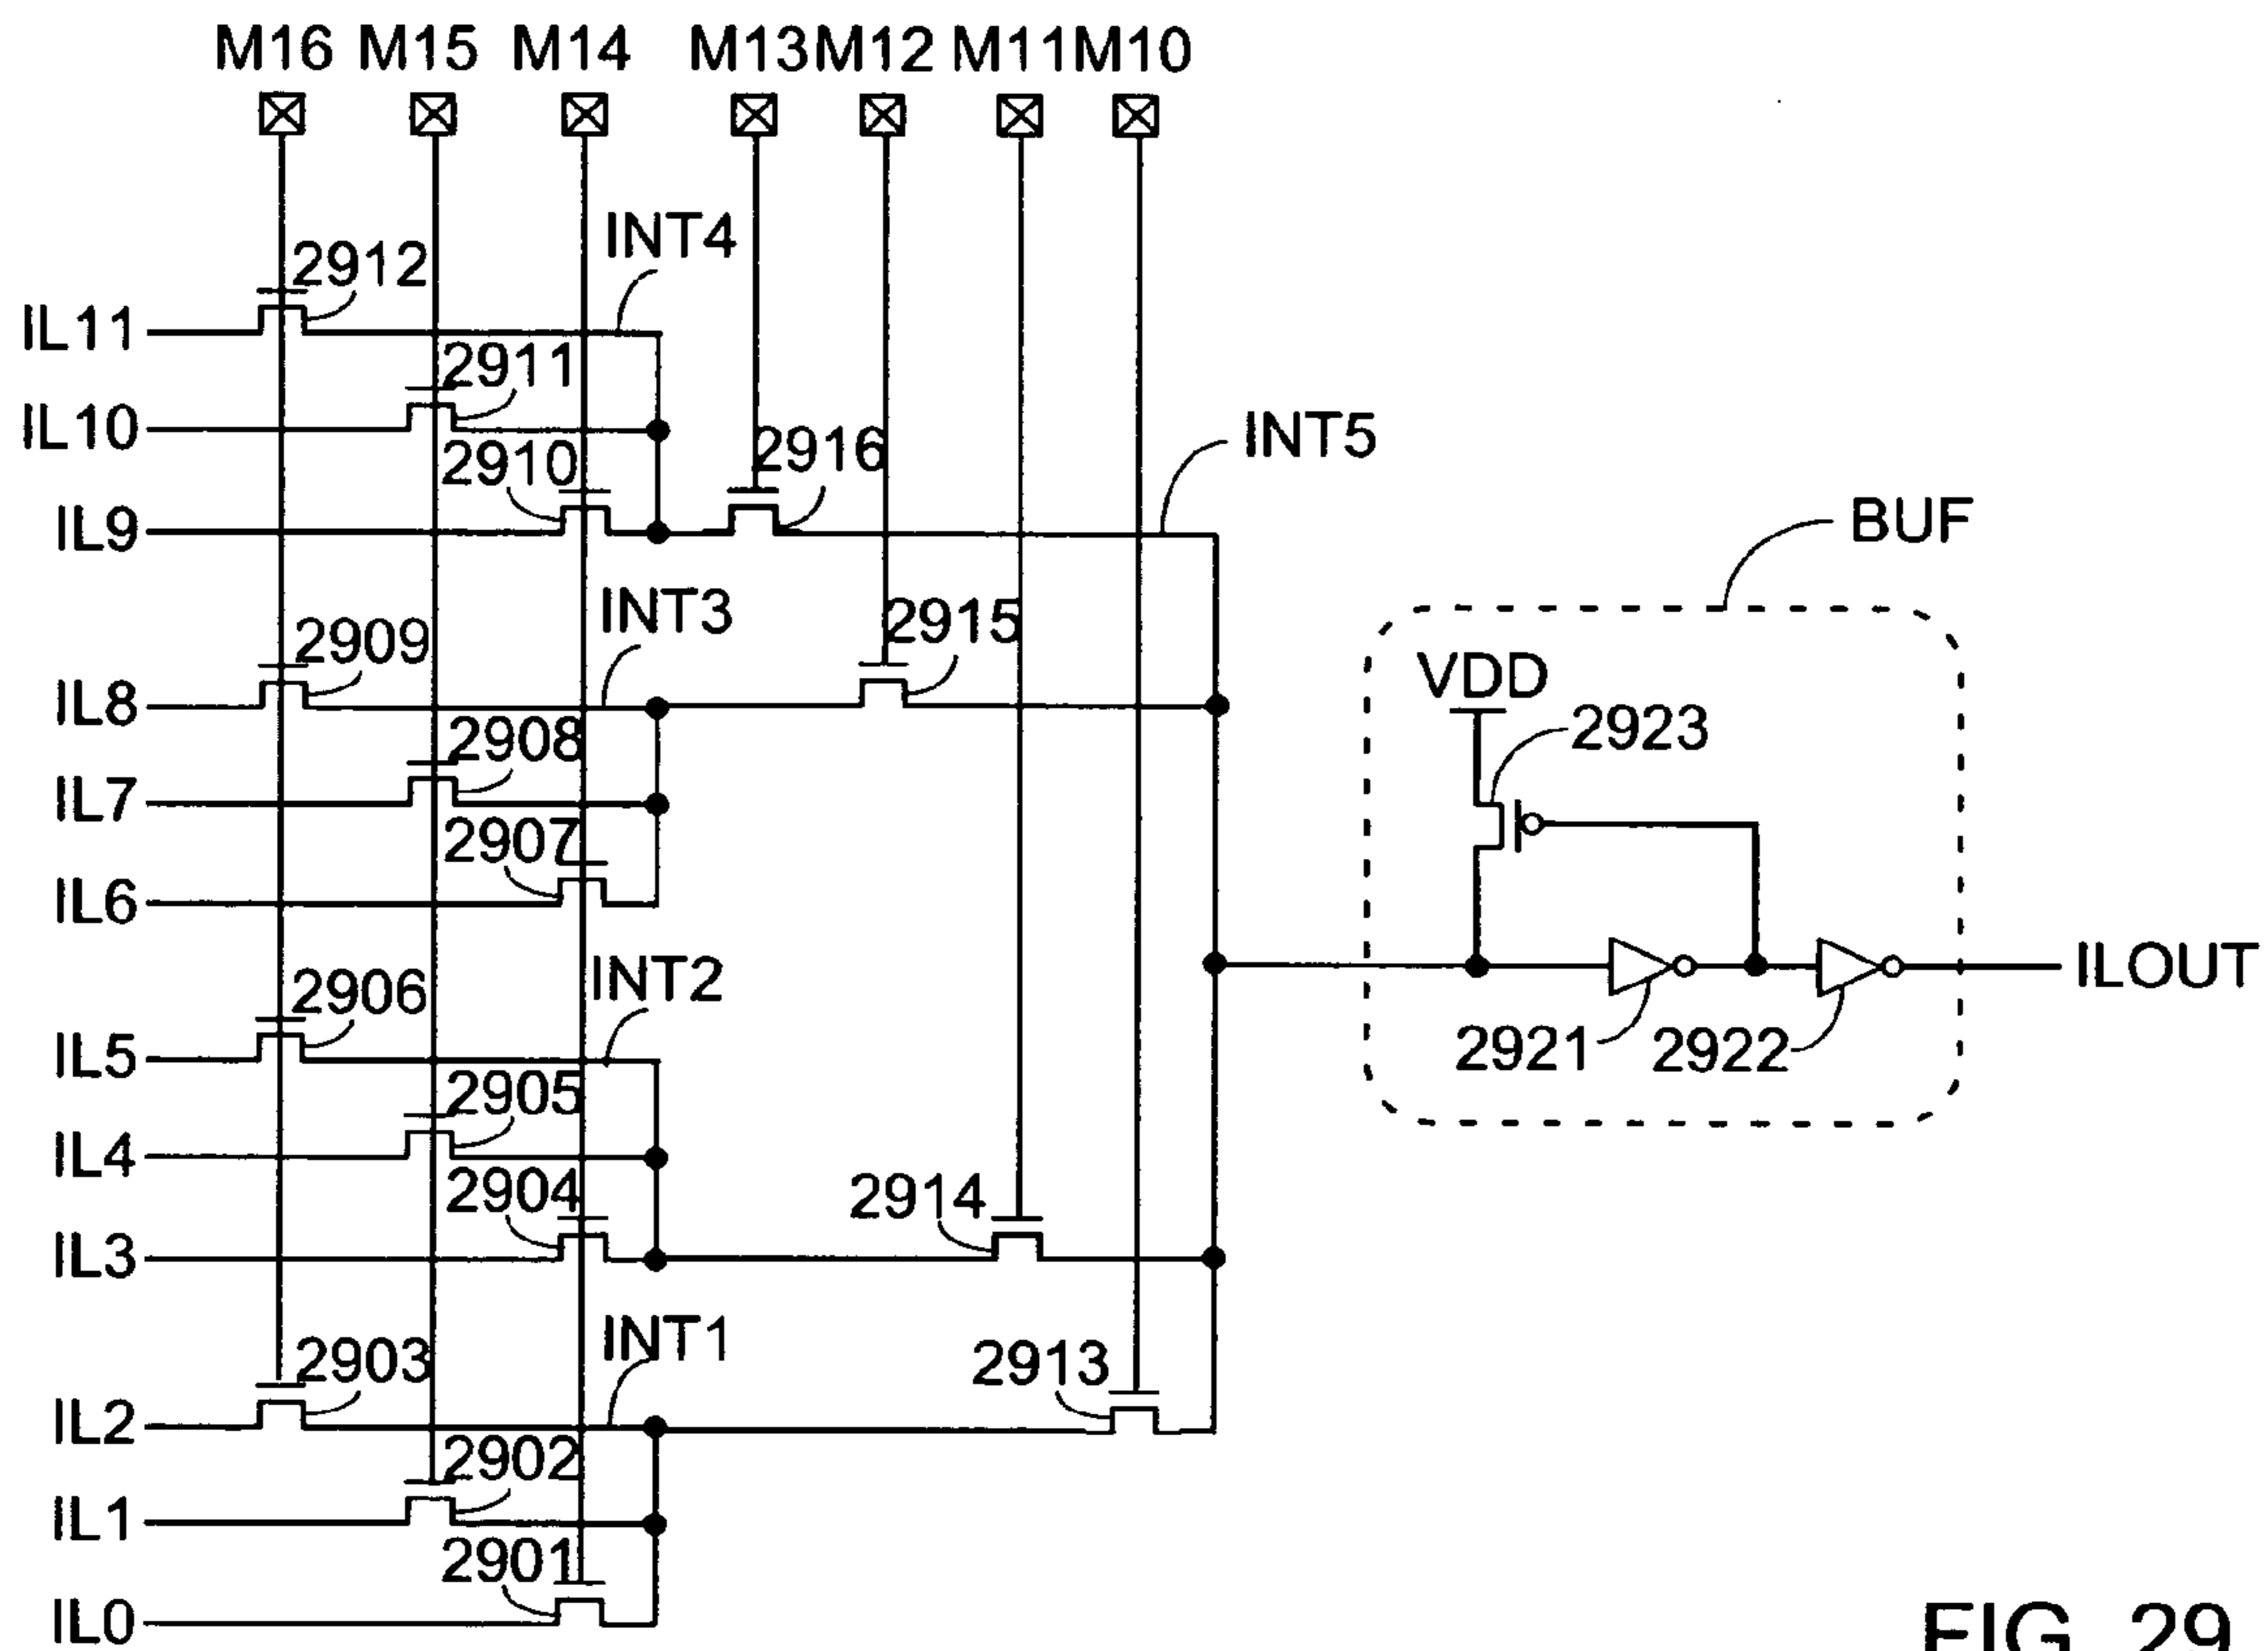 M16 M15 M14 M13 M12 M11 M10
INT4
2912
IL11
2911
IL10
2910
2916
INT5
IL9
BUF
INT3
2915
2909
VDD
IL8
2908
2923
IL7
2907
IL6
INT2
2906
ILOUT
2921
2922
IL5
2905
IL4
2904
2914
IL3
INT1
2903
2913
IL2
2902
IL1
2901
IL0
FIG. 29